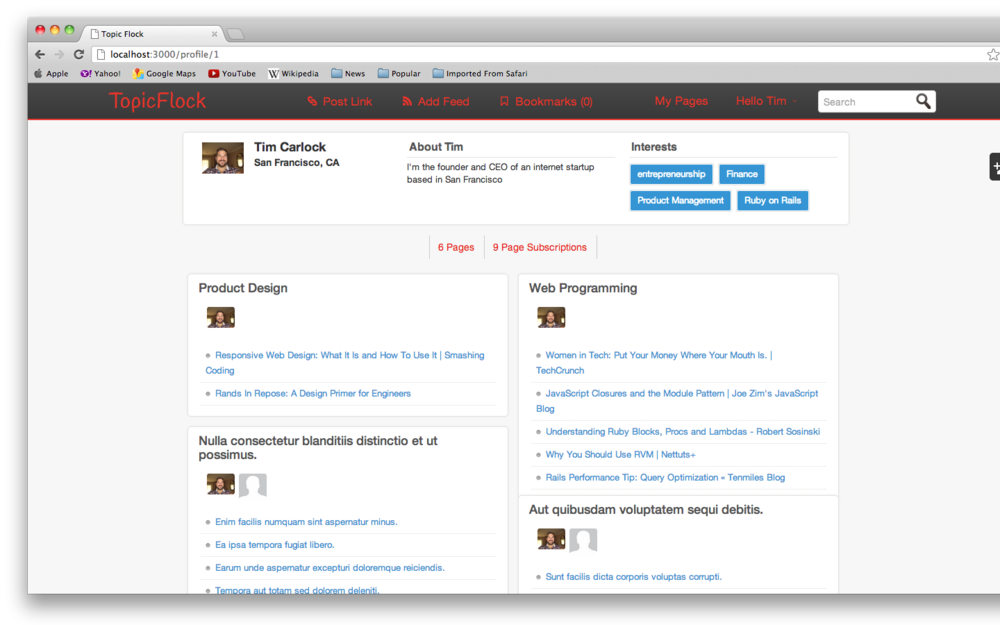 Topic Flock
localhost:3000/profile/1
Apple Yahoo! Google Maps YouTube Wikipedia News Popular Imported From Safari
TopicFlock Post Link Add Feed Bookmarks (0) My Pages Hello Tim Search
Tim Carlock
San Francisco, CA
About Tim
I'm the founder and CEO of an internet startup
based in San Francisco
Interests
entrepreneurship Finance
Product Management Ruby on Rails
6 Pages 9 Page Subscriptions
Product Design
Responsive Web Design: What It Is and How To Use It | Smashing
Coding
Rands In Repose: A Design Primer for Engineers
Nulla consectetur blanditiis distinctio et ut
possimus.
Enim facilis numquam sint aspernatur minus.
Ea ipsa tempora fugiat libero.
Earum unde aspernatur excepturi doloremque reiciendis.
Tempora aut totam sed dolorem deleniti.
Web Programming
Women in Tech: Put Your Money Where Your Mouth Is. |
TechCrunch
JavaScript Closures and the Module Pattern | Joe Zim's JavaScript
Blog
Understanding Ruby Blocks, Procs and Lambdas - Robert Sosinski
Why You Should Use RVM | Nettuts+
Rails Performance Tip: Query Optimization « Tenmiles Blog
Aut quibusdam voluptatem sequi debitis.
Sunt facilis dicta corporis voluptas corrupti.